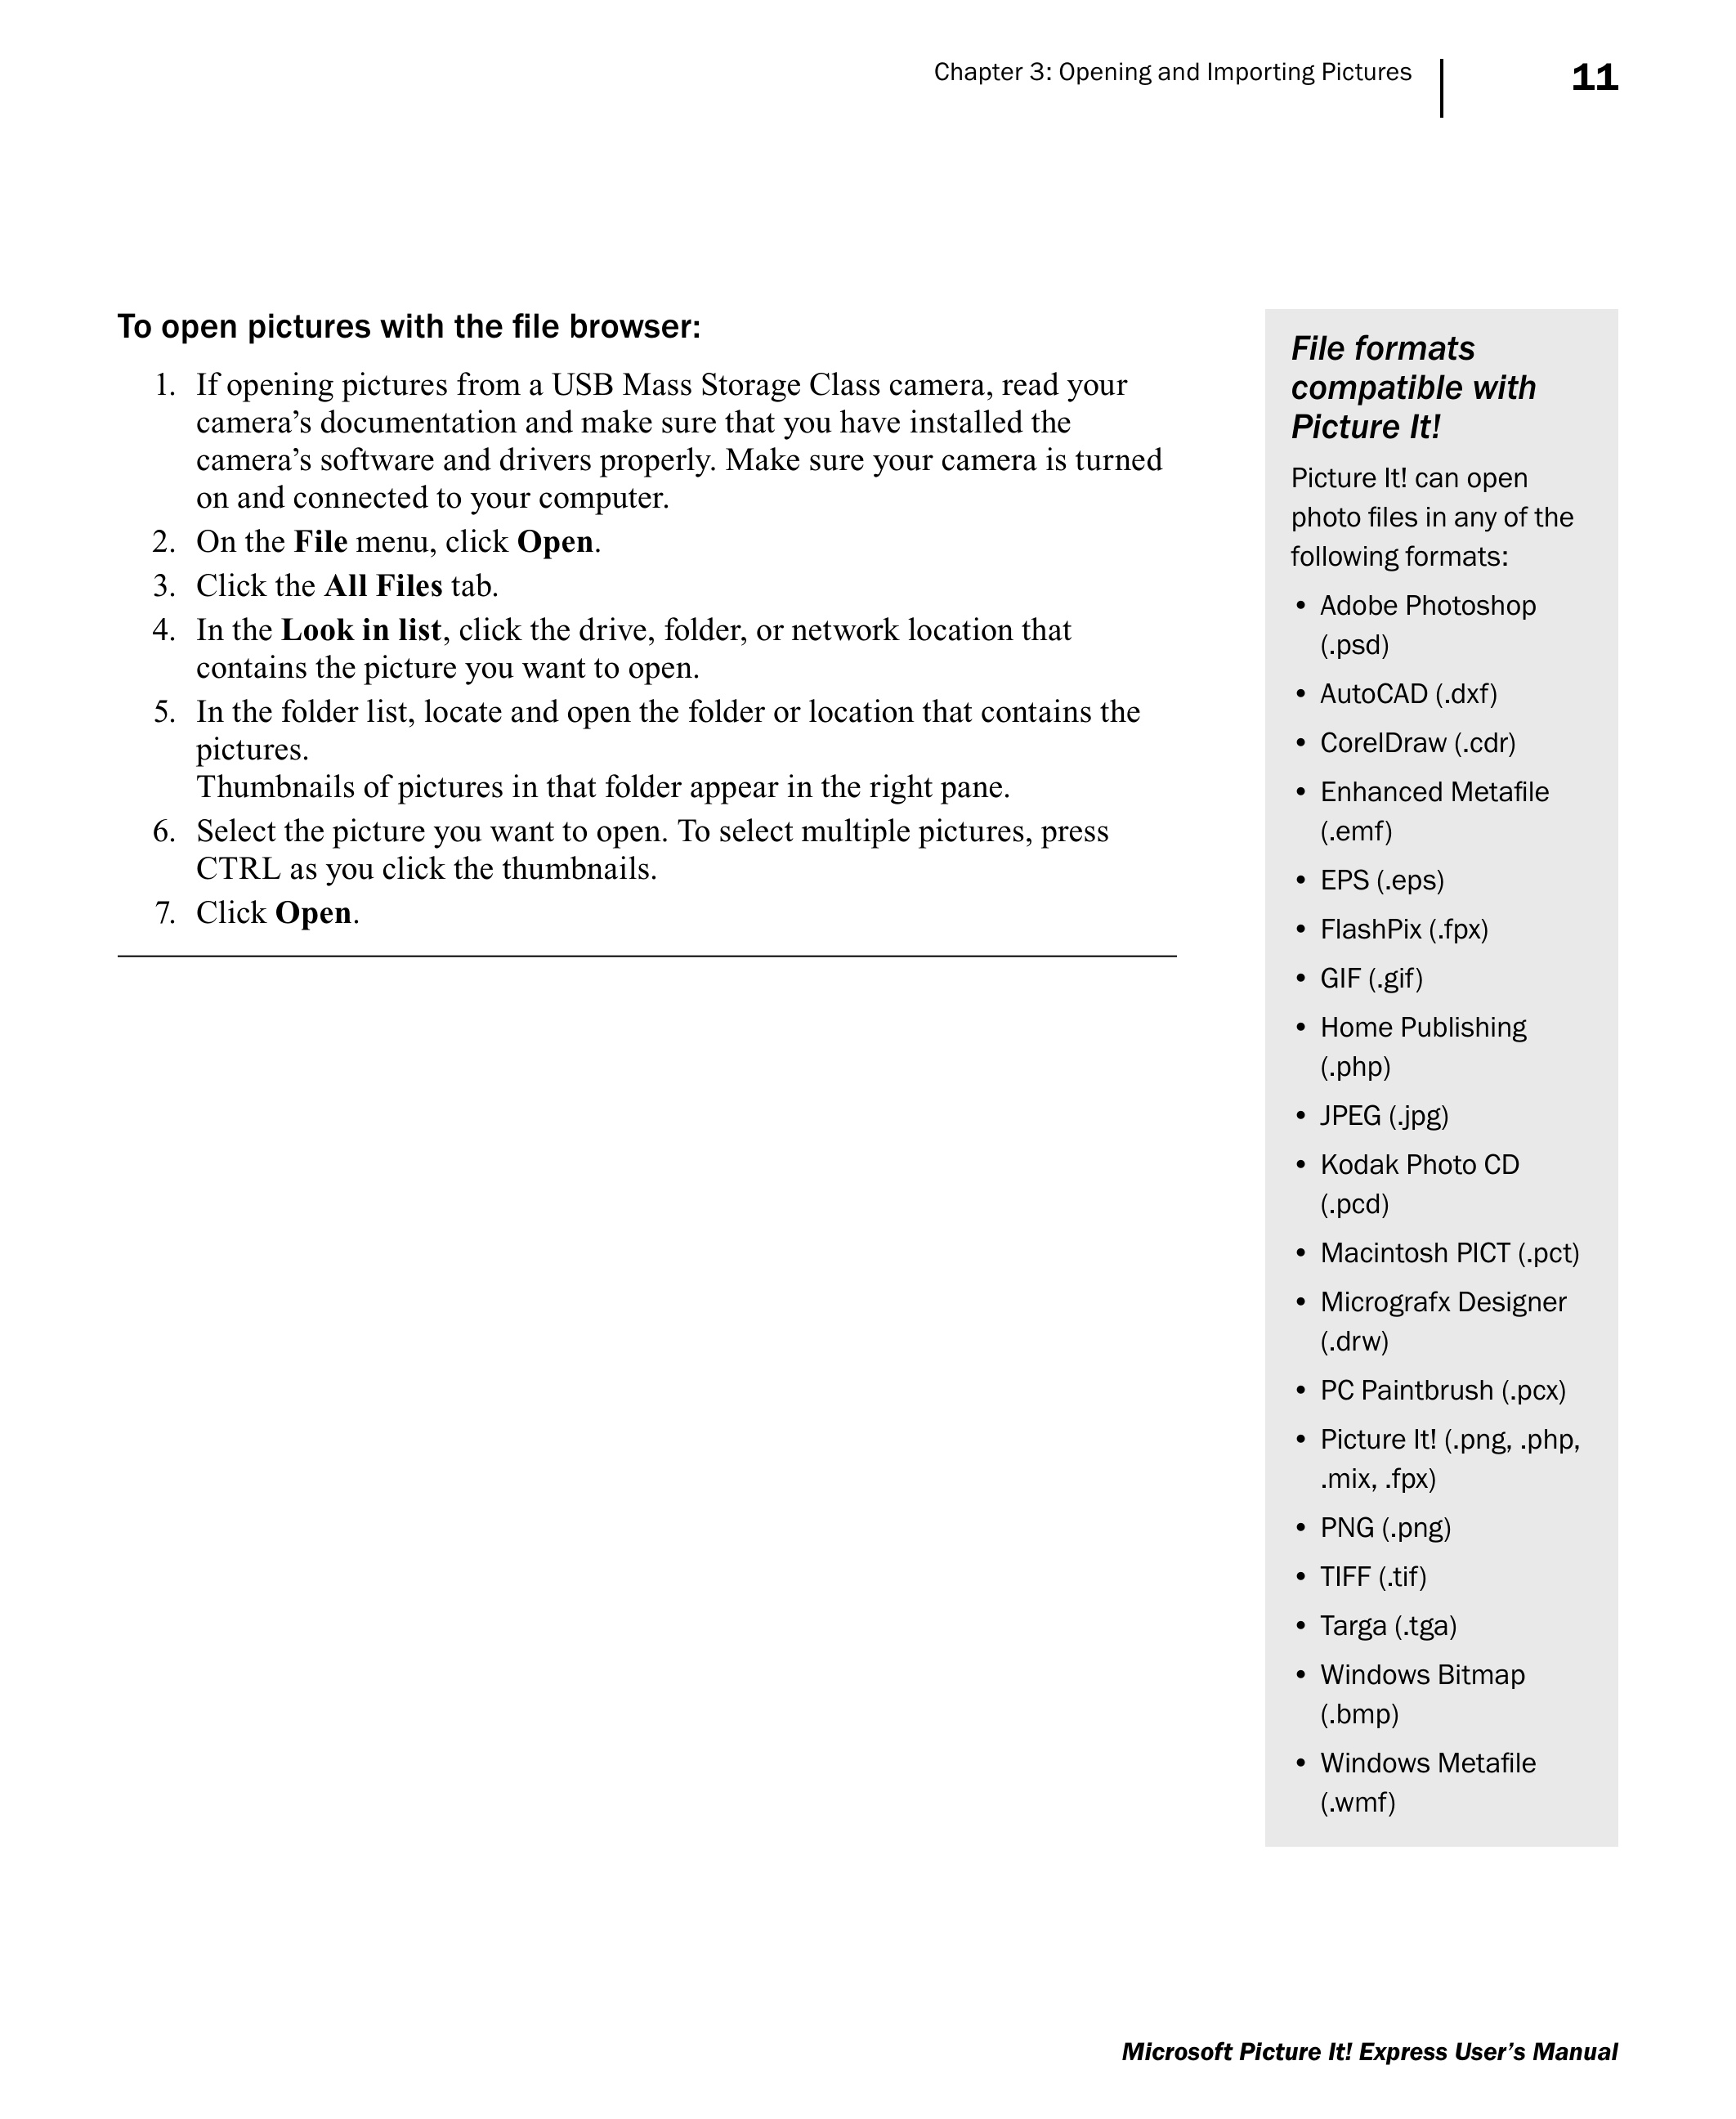 Chapter 3: Opening and Importing Pictures
11
To open pictures with the file browser:
1. If opening pictures from a USB Mass Storage Class camera, read your
camera’s documentation and make sure that you have installed the
camera’s software and drivers properly. Make sure your camera is turned
on and connected to your computer.
2. On the File menu, click Open.
3. Click the All Files tab.
4. In the Look in list, click the drive, folder, or network location that
contains the picture you want to open.
5. In the folder list, locate and open the folder or location that contains the
pictures.
Thumbnails of pictures in that folder appear in the right pane.
6. Select the picture you want to open. To select multiple pictures, press
CTRL as you click the thumbnails.
7. Click Open.
File formats
compatible with
Picture It!
Picture It! can open
photo files in any of the
following formats:
• Adobe Photoshop
(.psd)
• AutoCAD (.dxf)
• CorelDraw (.cdr)
• Enhanced Metafile
(.emf)
• EPS (.eps)
• FlashPix (.fpx)
• GIF (.gif)
• Home Publishing
(.php)
• JPEG (.jpg)
• Kodak Photo CD
(.pcd)
• Macintosh PICT (.pct)
• Micrografx Designer
(.drw)
• PC Paintbrush (.pcx)
• Picture It! (.png, .php,
.mix, .fpx)
• PNG (.png)
• TIFF (.tif)
• Targa (.tga)
• Windows Bitmap
(.bmp)
• Windows Metafile
(.wmf)
Microsoft Picture It! Express User’s Manual